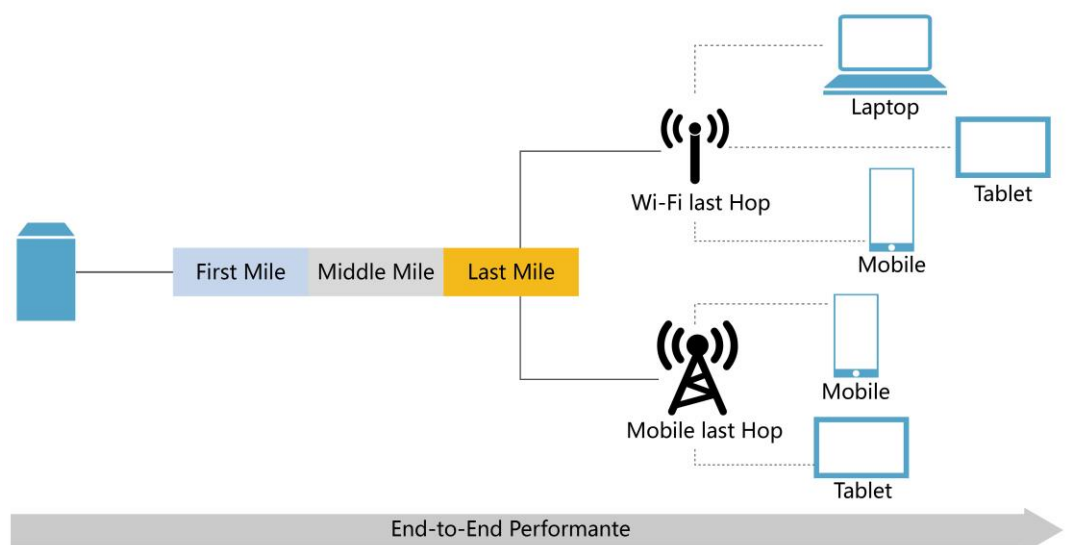 Laptop
Tablet
Wi-Fi last Hop
Mobile
First Mile Middle Mile Last Mile
Mobile
Mobile last Hop
Tablet
End-to-End Performante